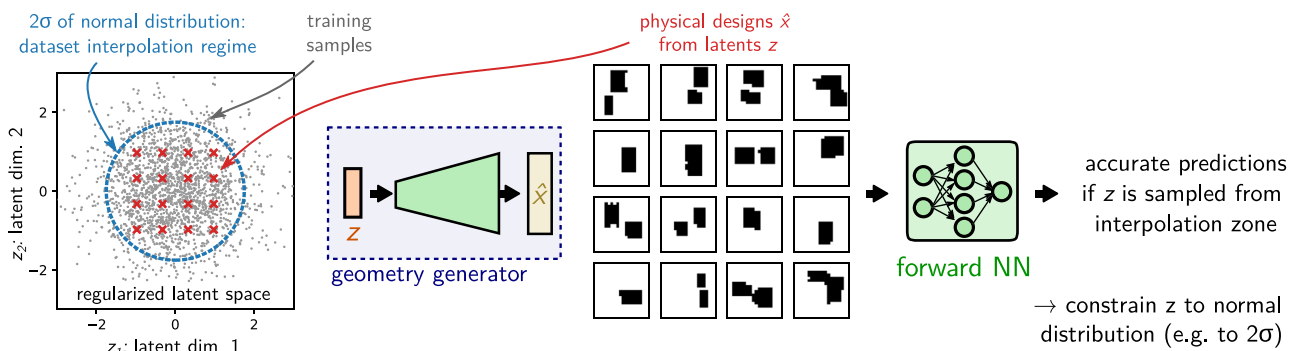 2σ of normal distribution:
dataset interpolation regime
training
samples
physical designs x̂
from latents z
z₂: latent dim. 2
2
0
−2
regularized latent space
−2
0
2
z₁: latent dim. 1
z
x̂
geometry generator
forward NN
accurate predictions
if z is sampled from
interpolation zone
→ constrain z to normal
distribution (e.g. to 2σ)